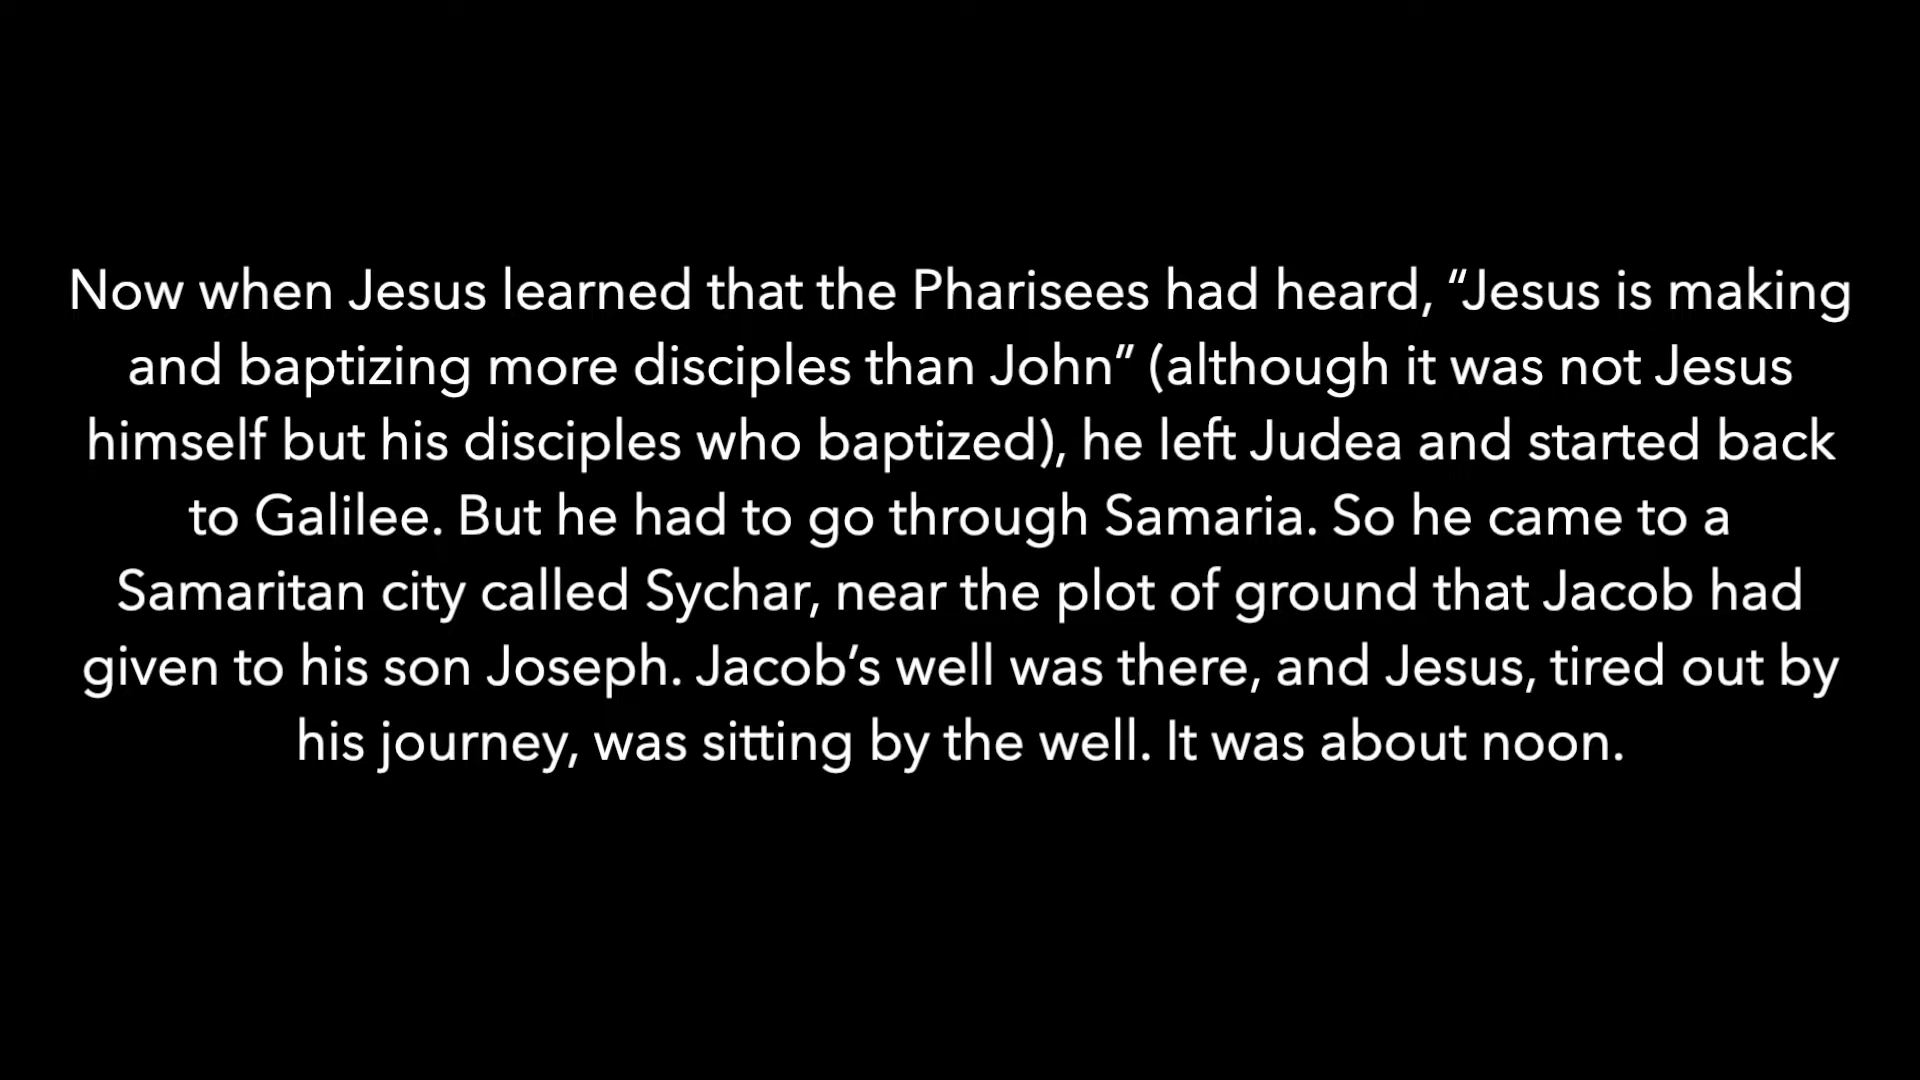 Now when Jesus learned that the Pharisees had heard, “Jesus is making
and baptizing more disciples than John” (although it was not Jesus
himself but his disciples who baptized), he left Judea and started back
to Galilee. But he had to go through Samaria. So he came to a
Samaritan city called Sychar, near the plot of ground that Jacob had
given to his son Joseph. Jacob’s well was there, and Jesus, tired out by
his journey, was sitting by the well. It was about noon.